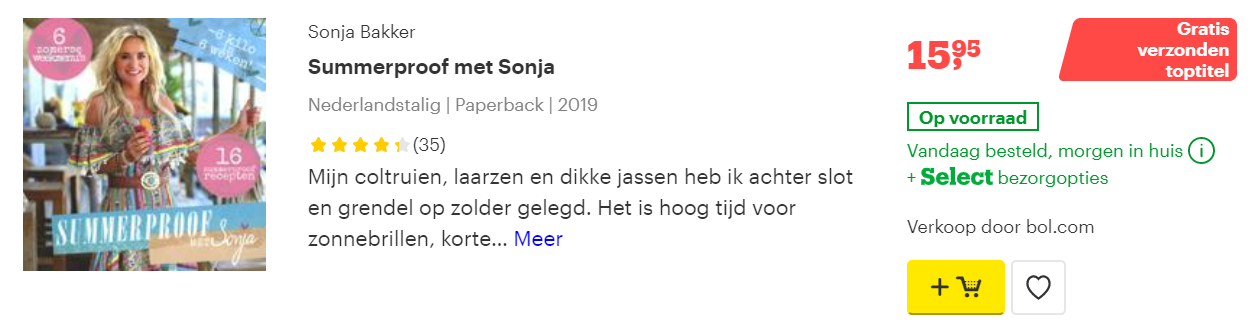 6
zomerse
weekmenu's
-6 kilo
6 weken!
16
summerproof
recepten
SUMMERPROOF
MET Sonja
Sonja Bakker
Summerproof met Sonja
Nederlandstalig | Paperback | 2019
(35)
Mijn coltruien, laarzen en dikke jassen heb ik achter slot
en grendel op zolder gelegd. Het is hoog tijd voor
zonnebrillen, korte... Meer
15,95
Gratis
verzonden
toptitel
Op voorraad
Vandaag besteld, morgen in huis i
+ Select bezorgopties
Verkoop door bol.com
+